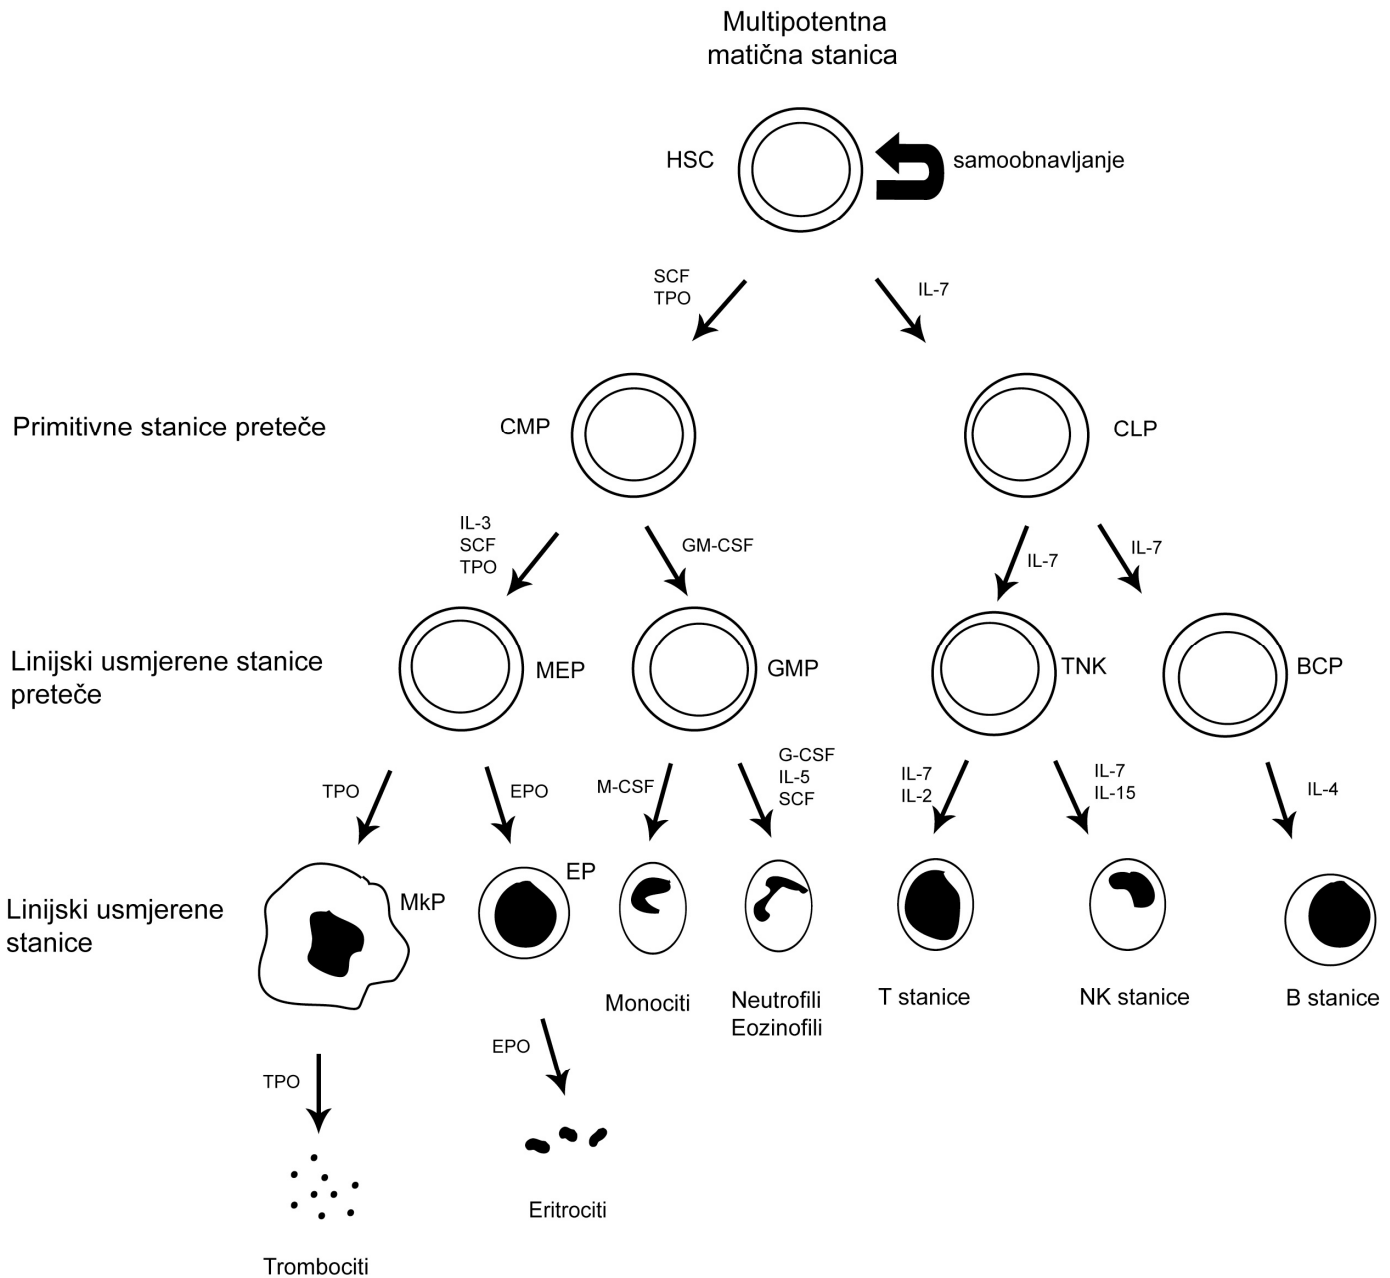 Multipotentna
matična stanica
HSC
samoobnavljanje
SCF
TPO
IL-7
Primitivne stanice preteče
CMP
CLP
IL-3
SCF
TPO
GM-CSF
IL-7
IL-7
Linijski usmjerene stanice
preteče
MEP
GMP
TNK
BCP
TPO
EPO
M-CSF
G-CSF
IL-5
SCF
IL-7
IL-2
IL-7
IL-15
IL-4
Linijski usmjerene
stanice
MkP
EP
Monociti
Neutrofili
Eozinofili
T stanice
NK stanice
B stanice
TPO
EPO
Trombociti
Eritrociti